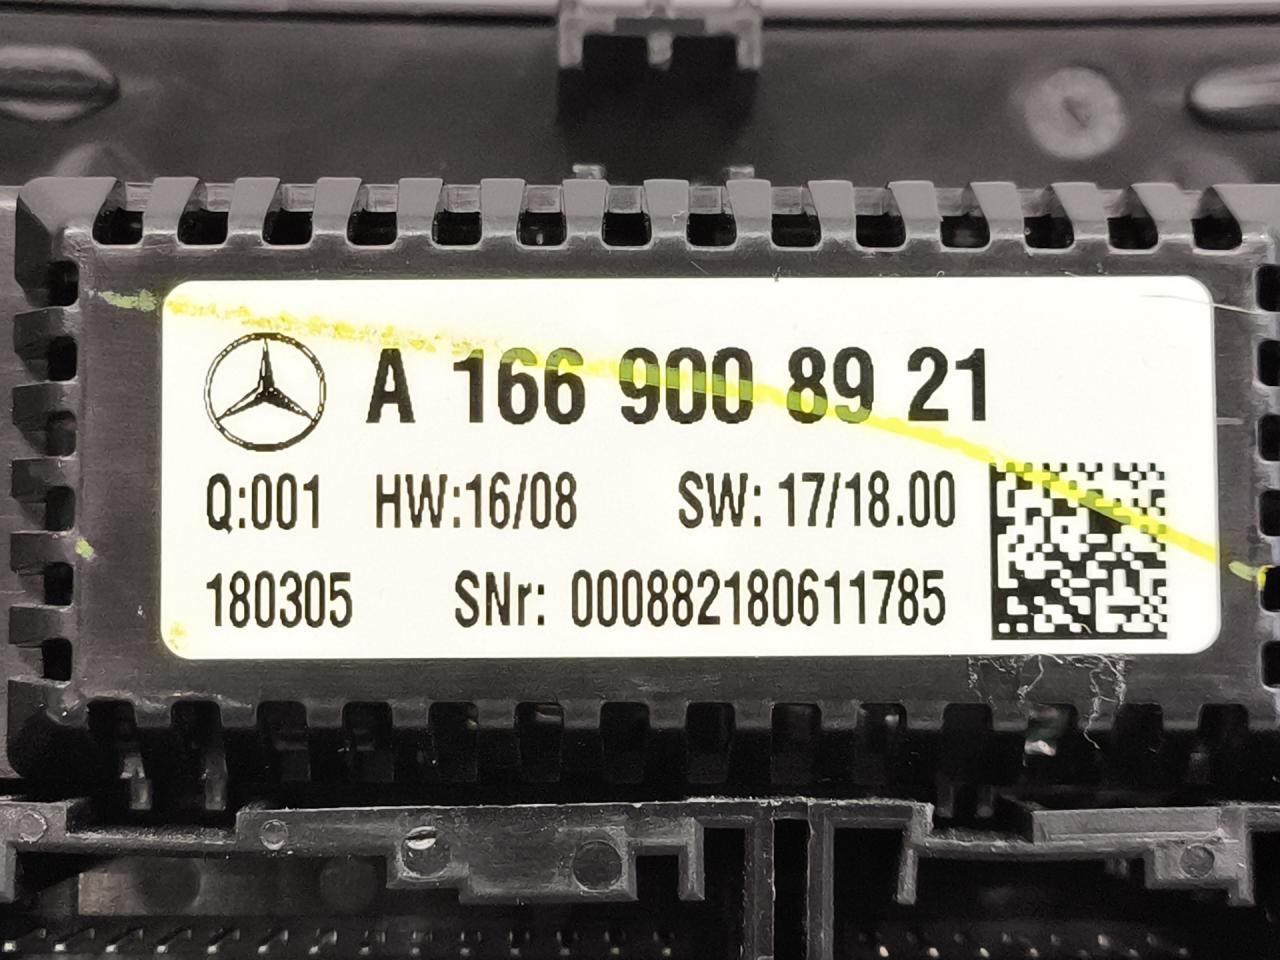 A 166 900 89 21
Q:001 HW:16/08 SW: 17/18.00
180305 SNr: 000882180611785